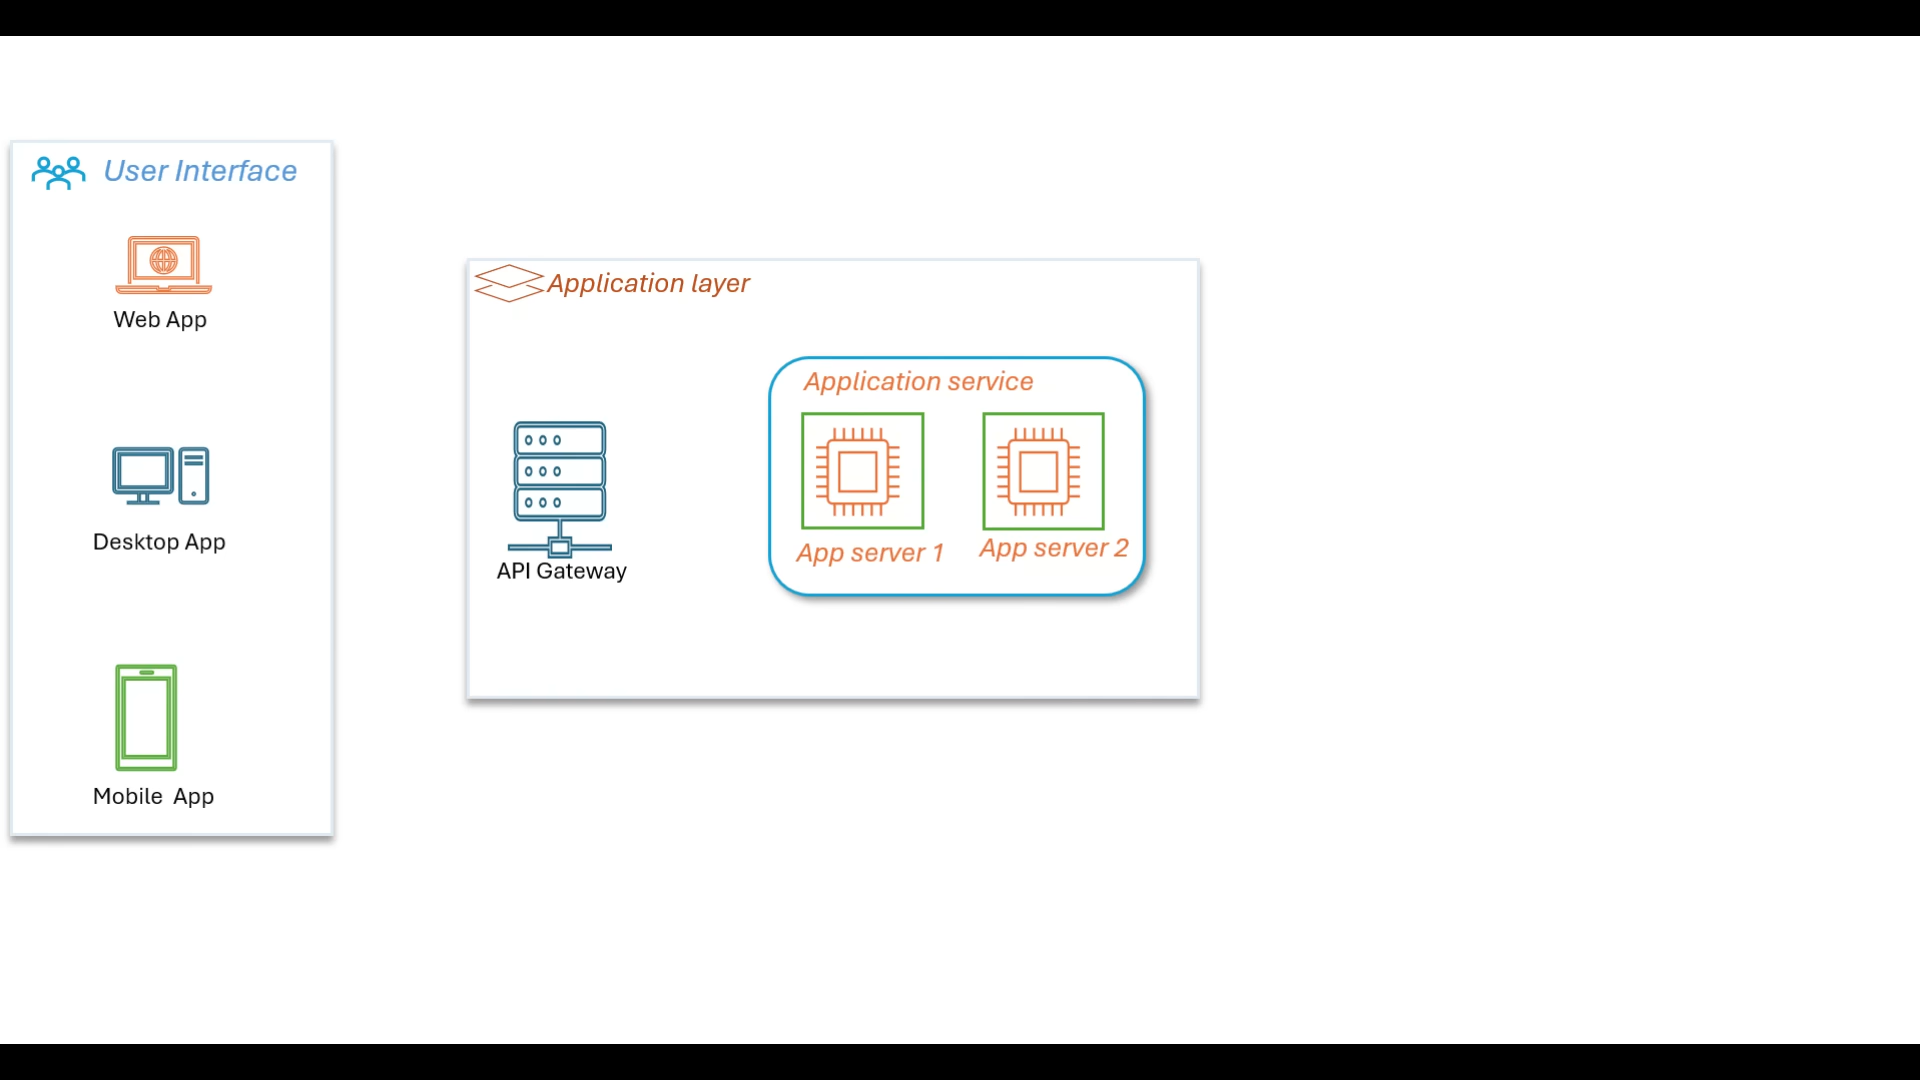 User Interface
Web App
Desktop App
Mobile App
Application layer
API Gateway
Application service
App server 1
App server 2